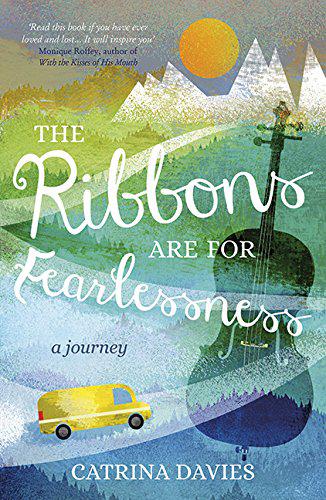 'Read this book if you have ever
loved and lost... It will inspire you'
Monique Roffey, author of
With the Kisses of His Mouth
THE
Ribbons
ARE FOR
Fearlessness
a journey
CATRINA DAVIES